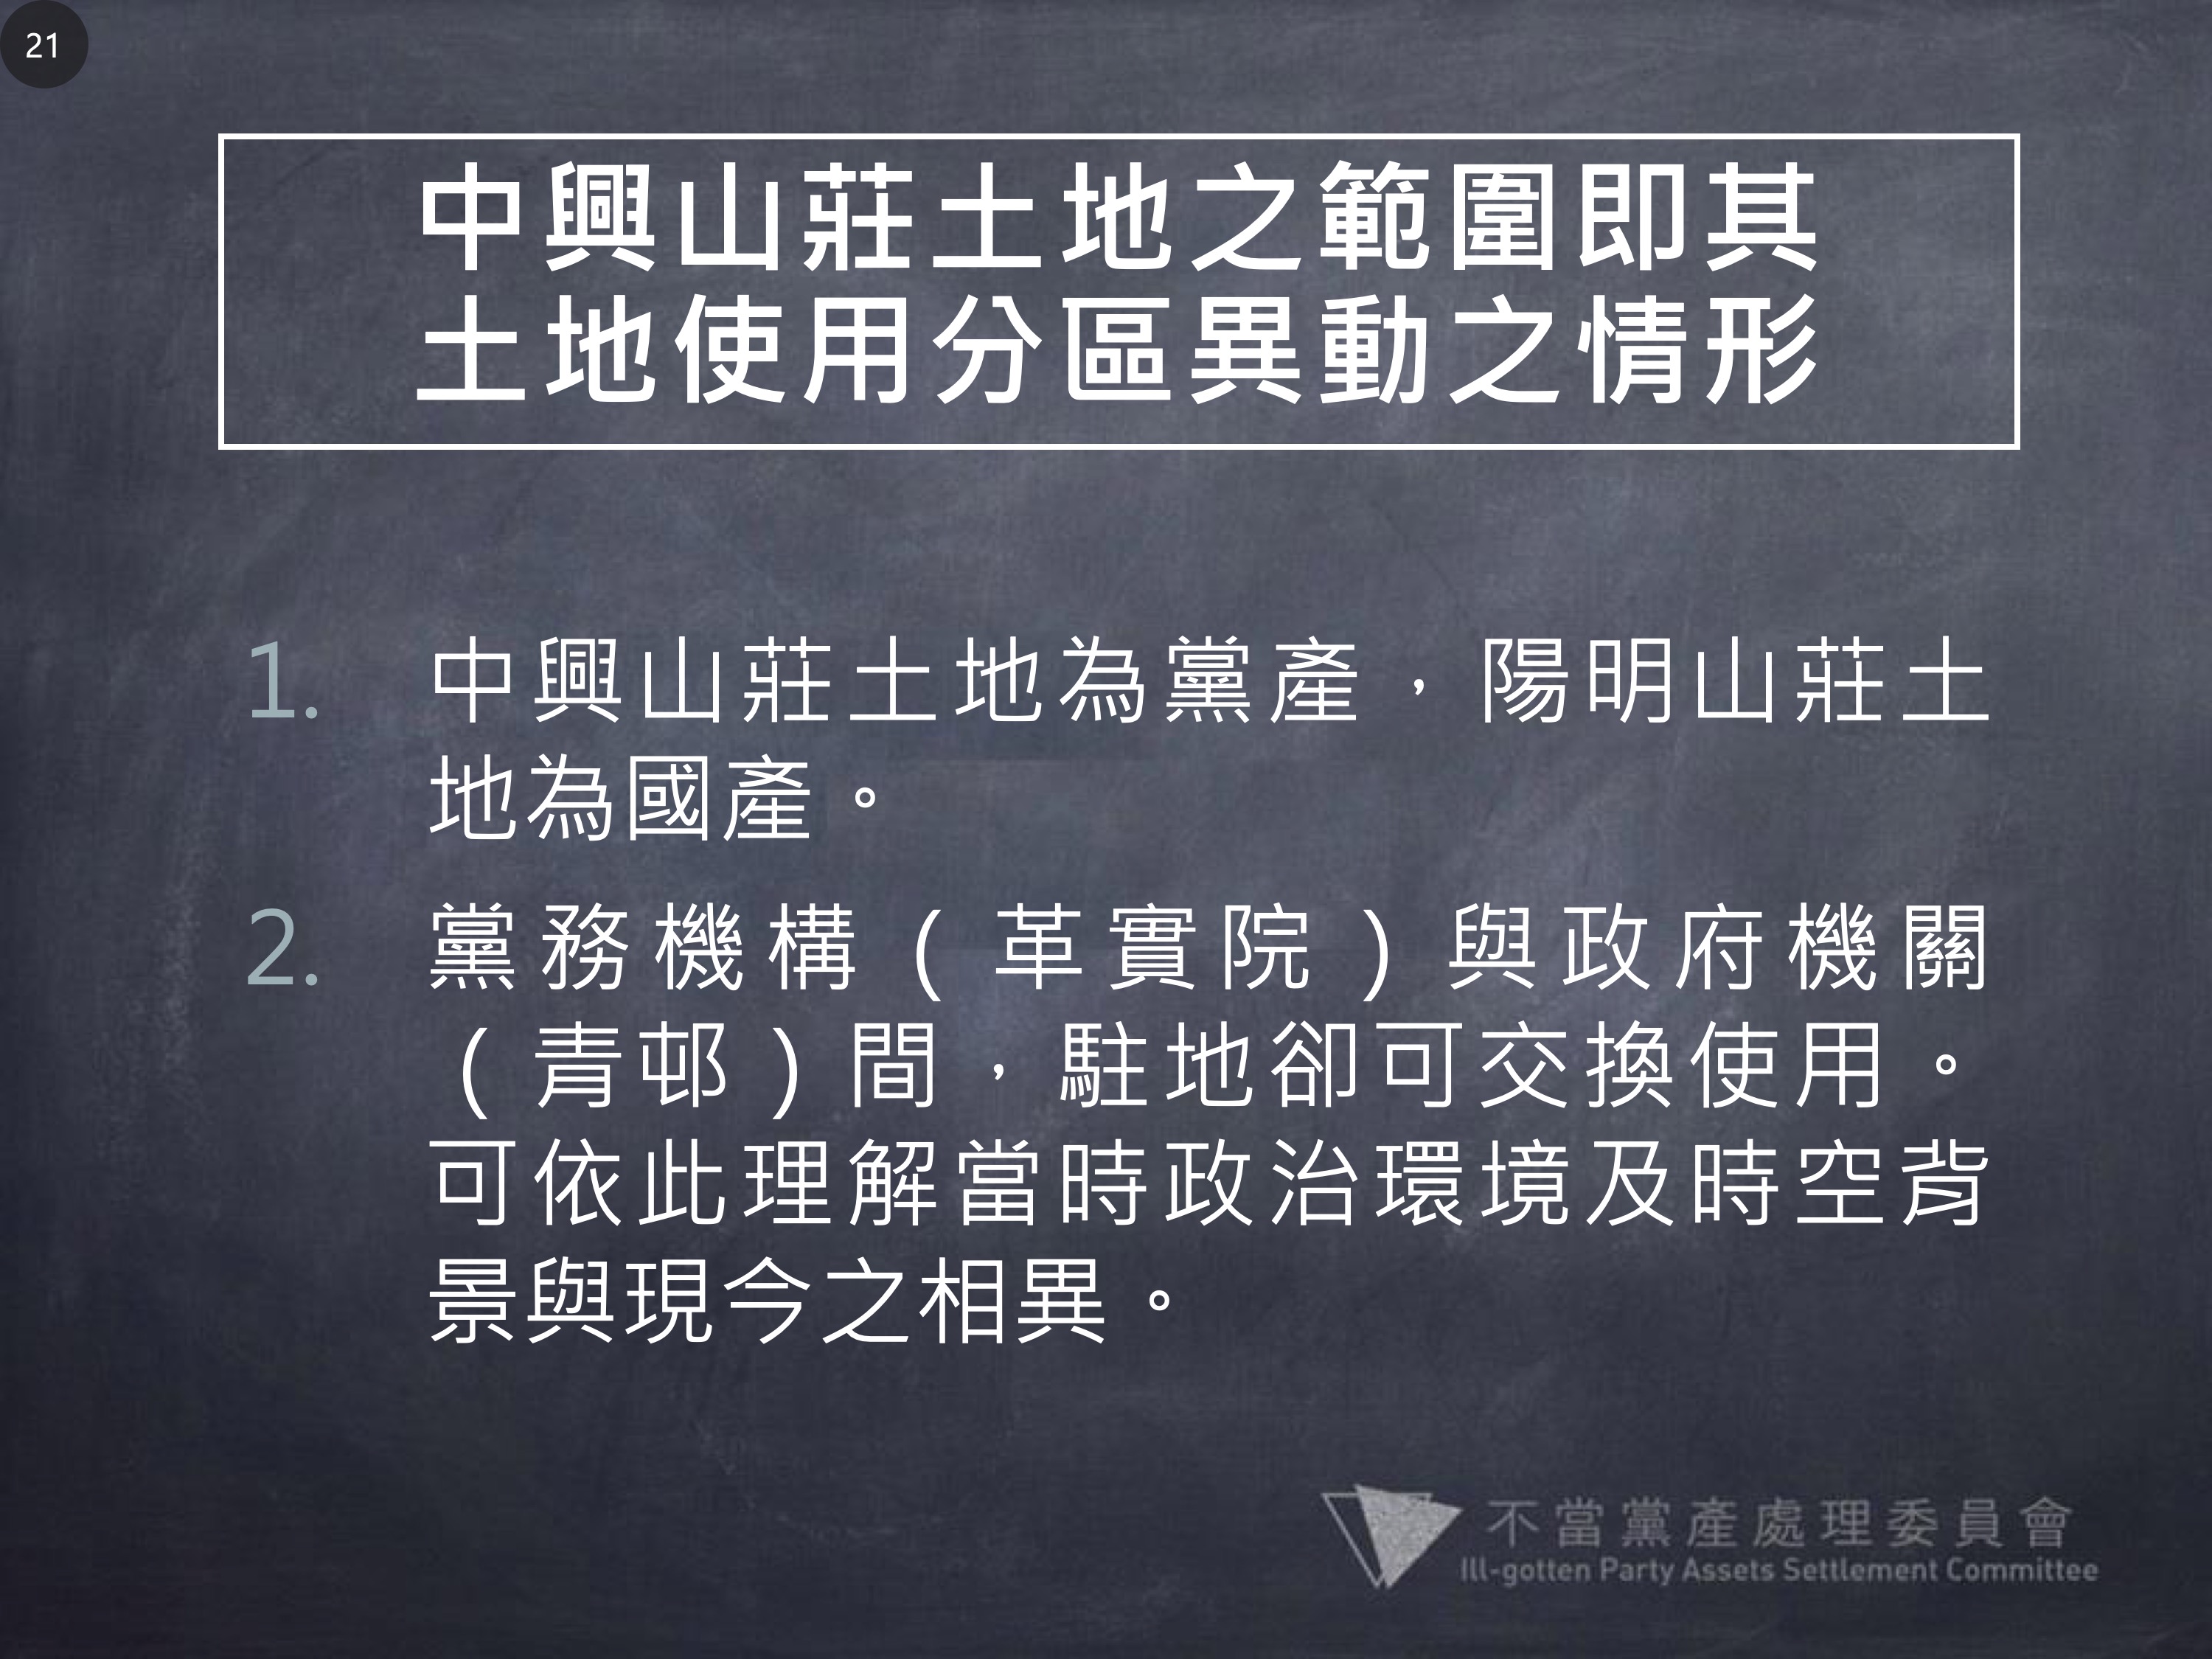 21
中興山莊土地之範圍即其
土地使用分區異動之情形
1. 中興山莊土地為黨產，陽明山莊土
地為國產。
2. 黨務機構(革實院)與政府機關
(青邨)間，駐地卻可交換使用。
可依此理解當時政治環境及時空背
景與現今之相異。
不當黨產處理委員會
Ill-gotten Party Assets Settlement Committee